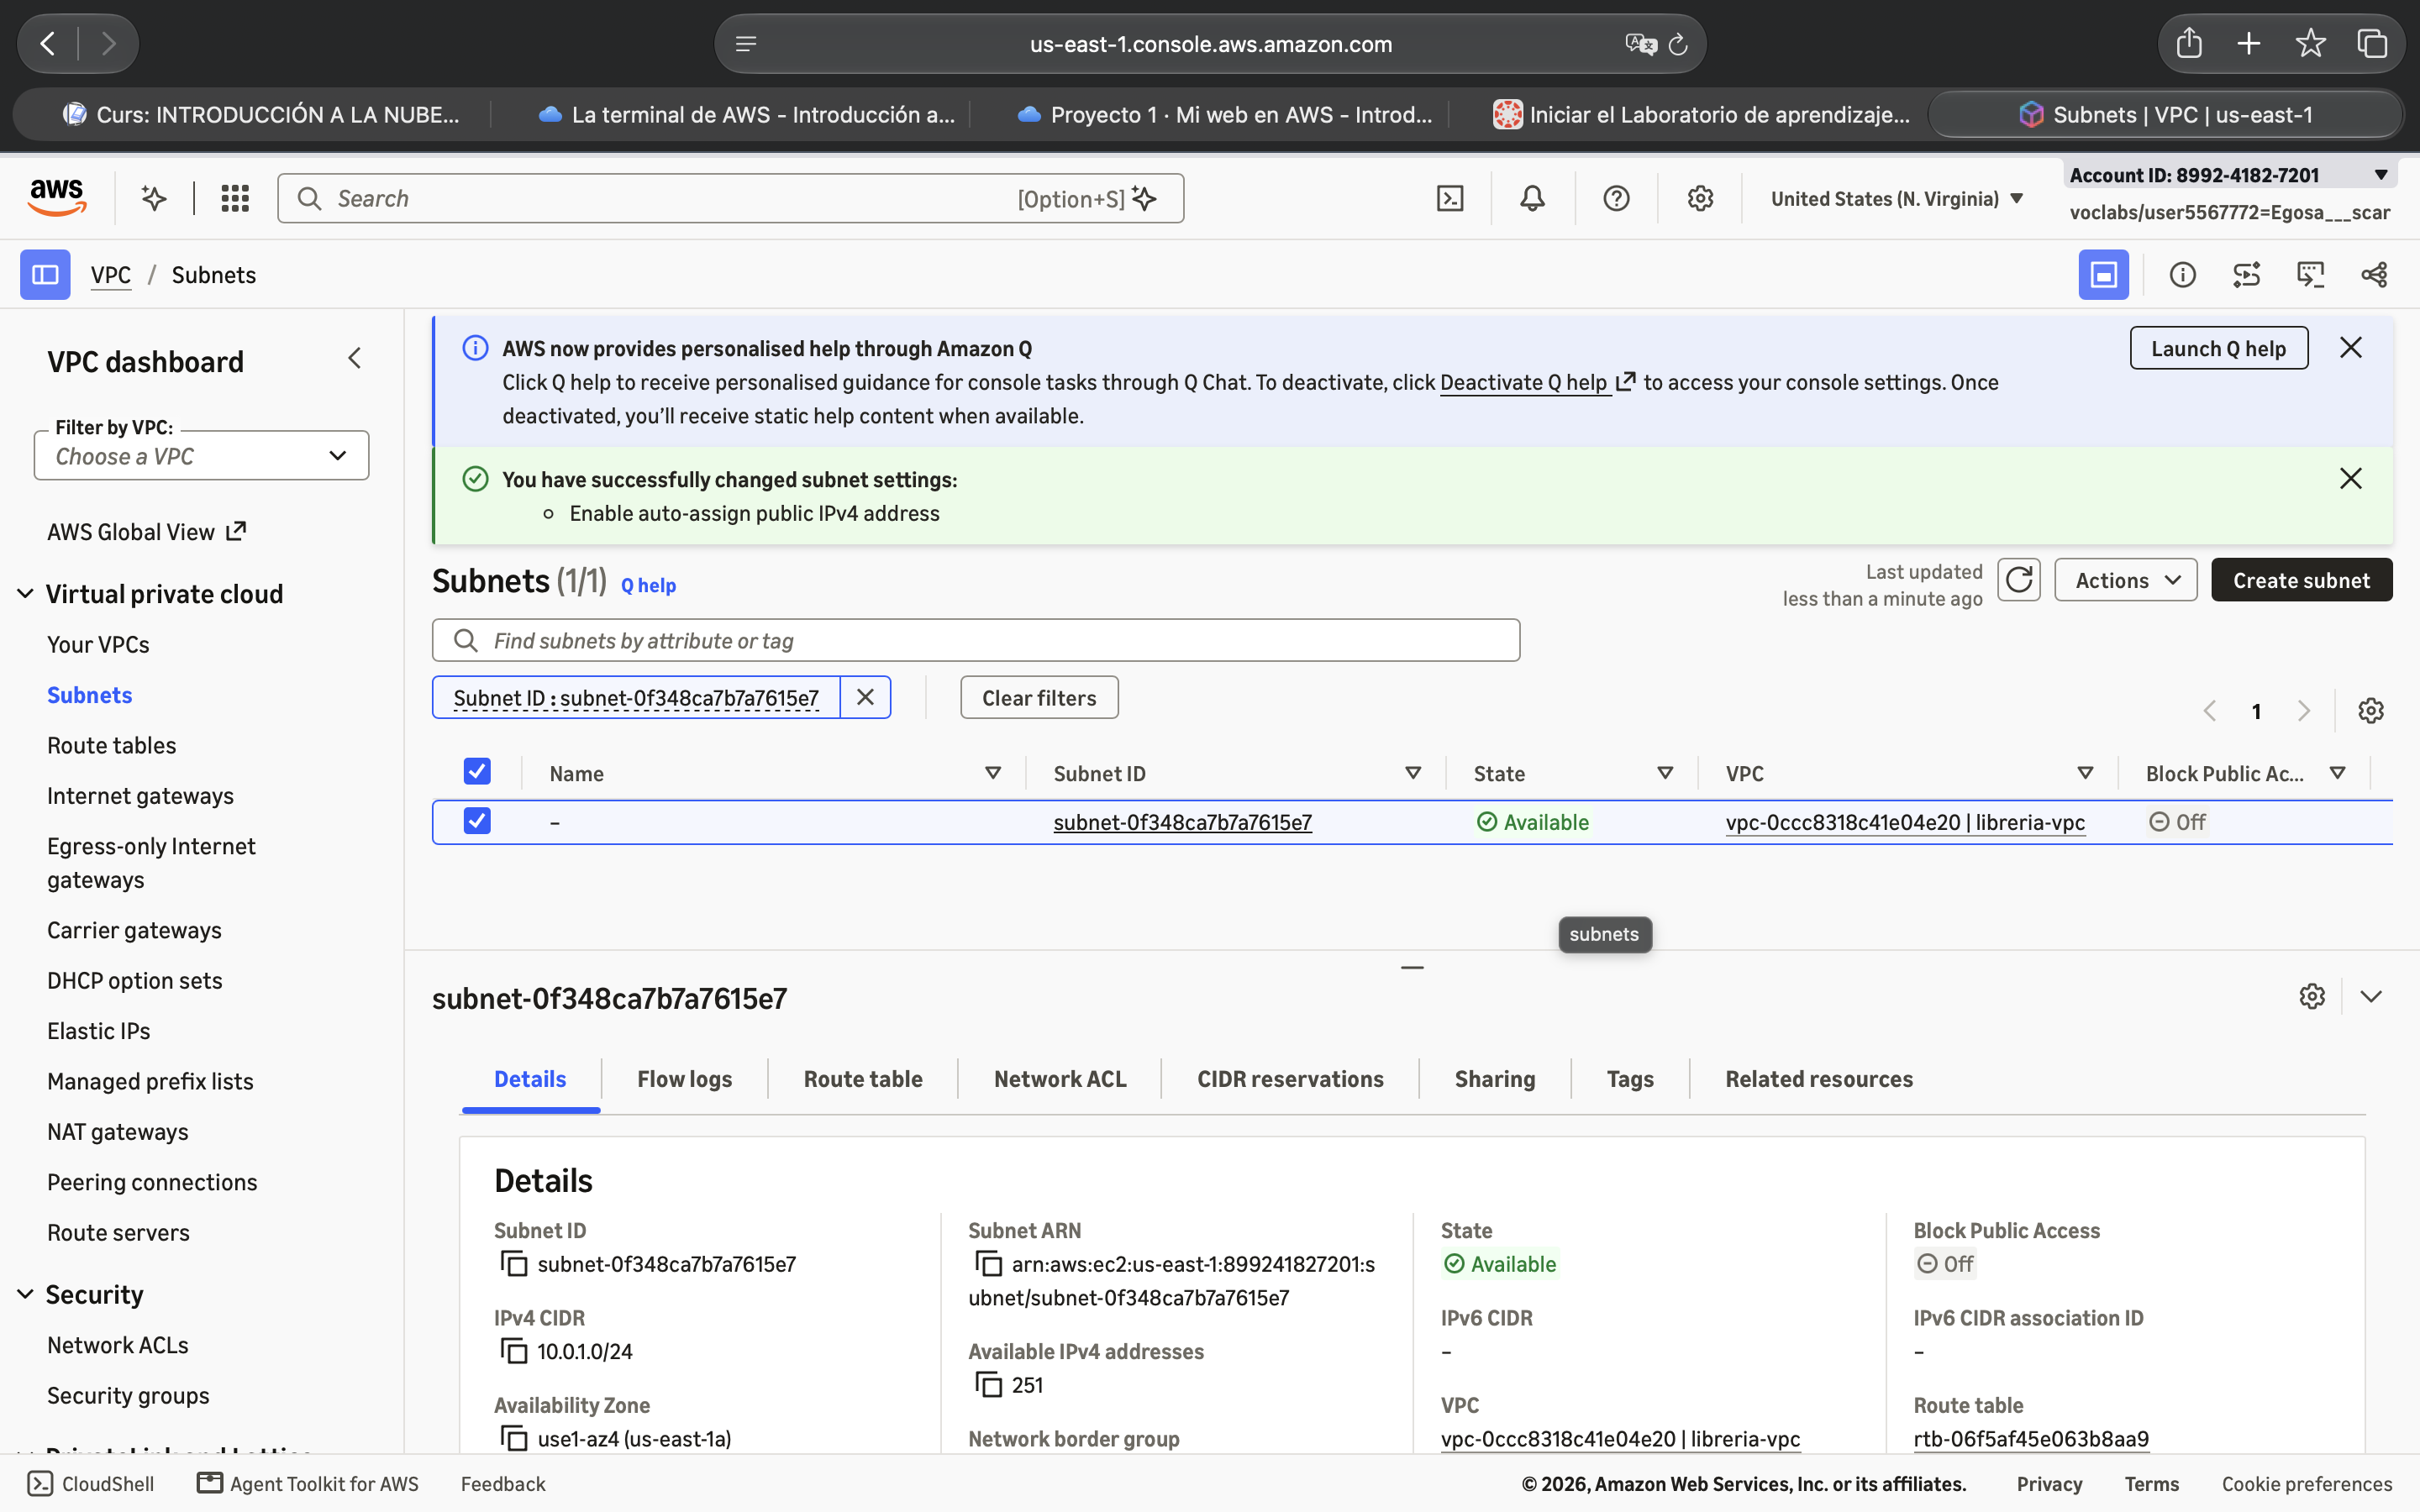 us-east-1.console.aws.amazon.com
Curs: INTRODUCCIÓN A LA NUBE...
La terminal de AWS - Introducción a...
Proyecto 1 · Mi web en AWS - Introd...
Iniciar el Laboratorio de aprendizaje...
Subnets | VPC | us-east-1
aws
Search
[Option+S]
United States (N. Virginia)
Account ID: 8992-4182-7201
voclabs/user5567772=Egosa___scar
VPC / Subnets
VPC dashboard
Filter by VPC:
Choose a VPC
AWS Global View
Virtual private cloud
Your VPCs
Subnets
Route tables
Internet gateways
Egress-only Internet
gateways
Carrier gateways
DHCP option sets
Elastic IPs
Managed prefix lists
NAT gateways
Peering connections
Route servers
Security
Network ACLs
Security groups
PrivateLink and Lattice
AWS now provides personalised help through Amazon Q
Click Q help to receive personalised guidance for console tasks through Q Chat. To deactivate, click Deactivate Q help to access your console settings. Once
deactivated, you’ll receive static help content when available.
Launch Q help
You have successfully changed subnet settings:
Enable auto-assign public IPv4 address
Subnets (1/1) Q help
Last updated
less than a minute ago
Actions
Create subnet
Find subnets by attribute or tag
Subnet ID : subnet-0f348ca7b7a7615e7
Clear filters
1
Name Subnet ID State VPC Block Public Ac...
– subnet-0f348ca7b7a7615e7 Available vpc-0ccc8318c41e04e20 | libreria-vpc Off
subnets
subnet-0f348ca7b7a7615e7
Details Flow logs Route table Network ACL CIDR reservations Sharing Tags Related resources
Details
Subnet ID
subnet-0f348ca7b7a7615e7
IPv4 CIDR
10.0.1.0/24
Availability Zone
use1-az4 (us-east-1a)
Subnet ARN
arn:aws:ec2:us-east-1:899241827201:s
ubnet/subnet-0f348ca7b7a7615e7
Available IPv4 addresses
251
Network border group
State
Available
IPv6 CIDR
–
VPC
vpc-0ccc8318c41e04e20 | libreria-vpc
Block Public Access
Off
IPv6 CIDR association ID
–
Route table
rtb-06f5af45e063b8aa9
CloudShell
Agent Toolkit for AWS
Feedback
© 2026, Amazon Web Services, Inc. or its affiliates.
Privacy
Terms
Cookie preferences